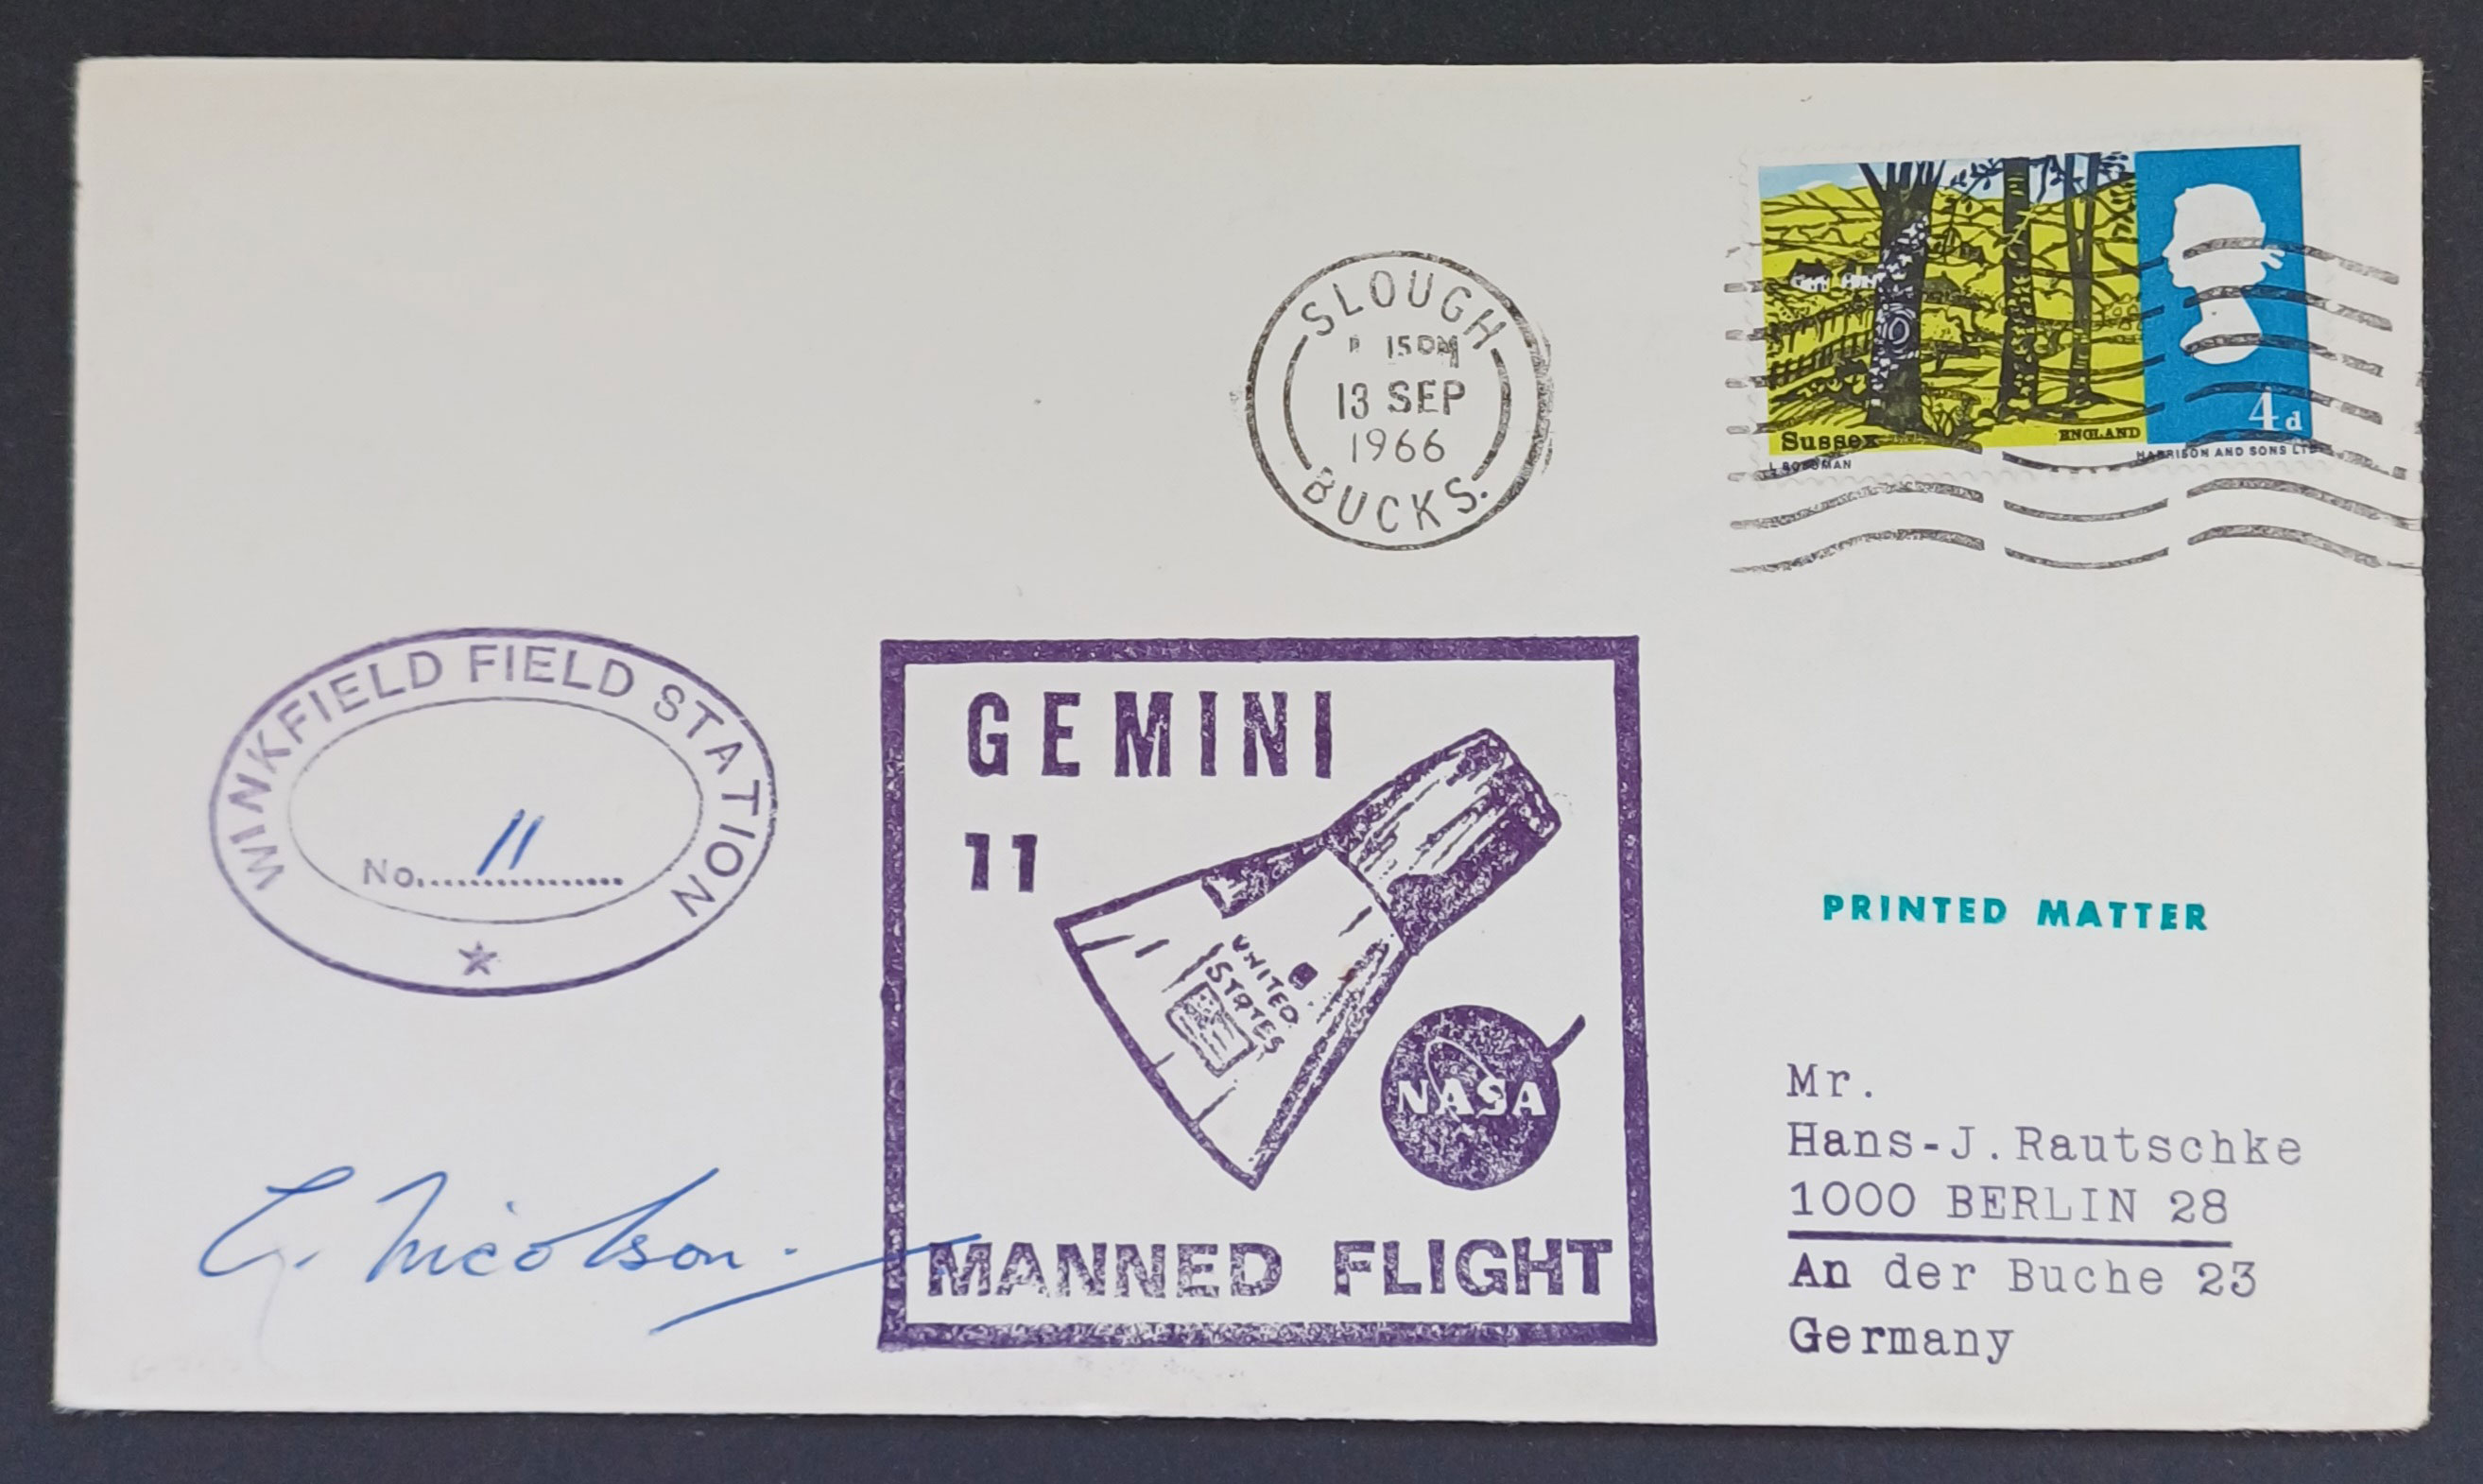 SLOUGH
15 PM
13 SEP
1966
BUCKS.
Sussex
ENGLAND
4d
HARRISON AND SONS LTD
WINKFIELD FIELD STATION
No. 11
GEMINI
11
UNITED
STATES
NASA
MANNED FLIGHT
PRINTED MATTER
Nicolson
Mr.
Hans-J.Rautschke
1000 BERLIN 28
An der Buche 23
Germany